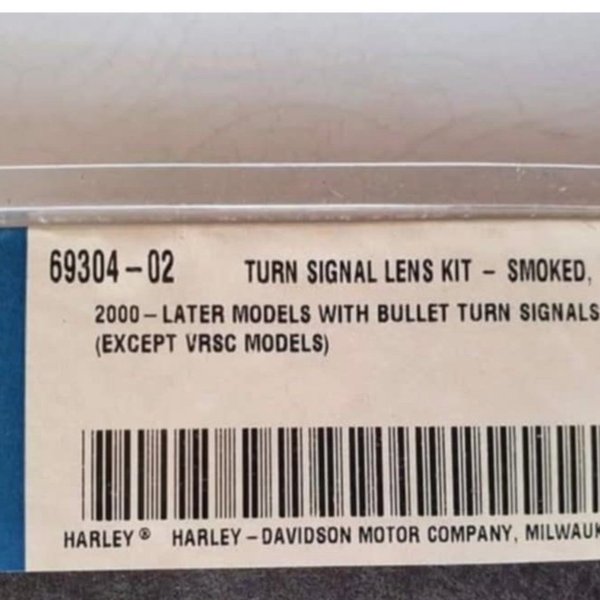 69304-02 TURN SIGNAL LENS KIT - SMOKED,
2000-LATER MODELS WITH BULLET TURN SIGNALS
(EXCEPT VRSC MODELS)
HARLEY® HARLEY-DAVIDSON MOTOR COMPANY, MILWAUK